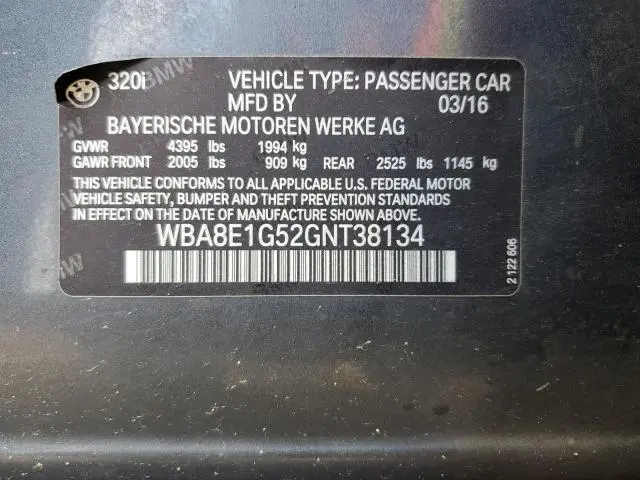 320i VEHICLE TYPE: PASSENGER CAR
MFD BY 03/16
BAYERISCHE MOTOREN WERKE AG
GVWR 4395 lbs 1994 kg
GAWR FRONT 2005 lbs 909 kg REAR 2525 lbs 1145 kg
THIS VEHICLE CONFORMS TO ALL APPLICABLE U.S. FEDERAL MOTOR
VEHICLE SAFETY, BUMPER AND THEFT PREVENTION STANDARDS
IN EFFECT ON THE DATE OF MANUFACTURE SHOWN ABOVE.
WBA8E1G52GNT38134
2 122 606
BMW